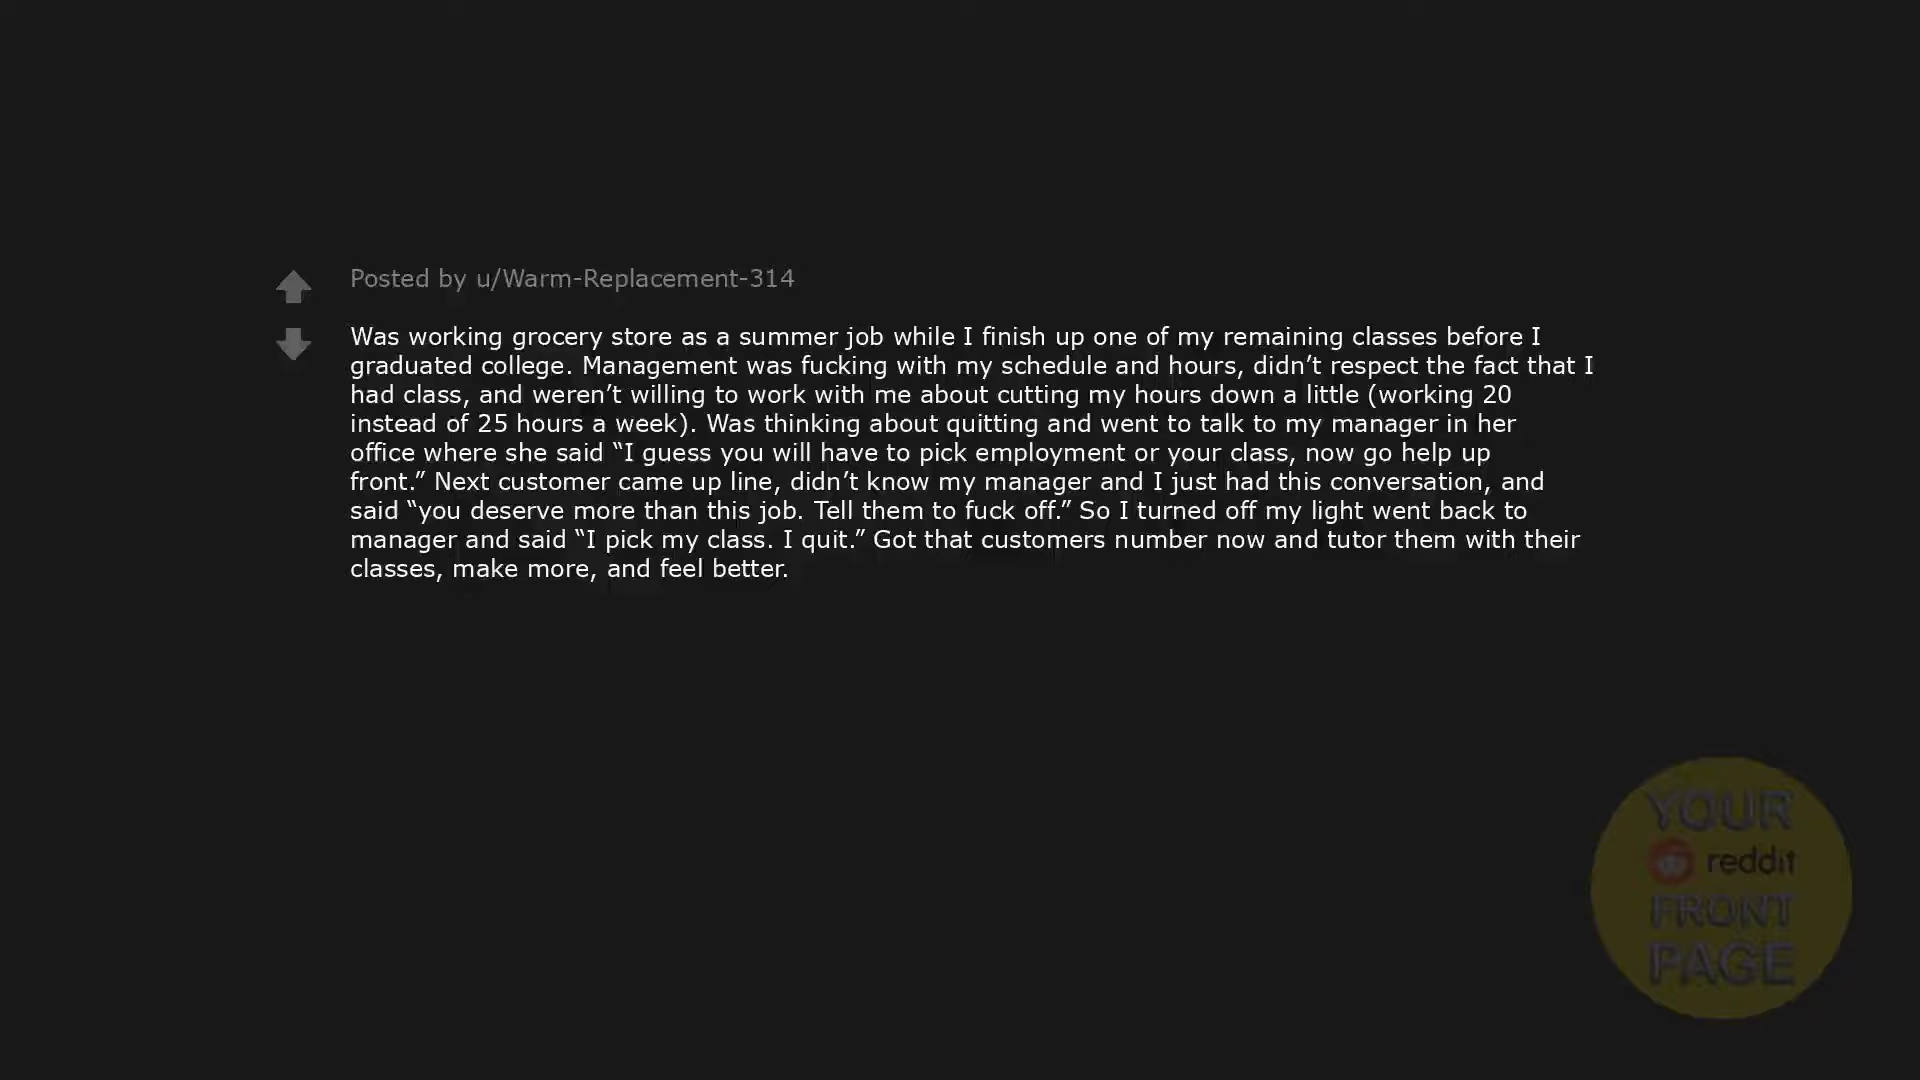 Posted by u/Warm-Replacement-314
Was working grocery store as a summer job while I finish up one of my remaining classes before I
graduated college. Management was fucking with my schedule and hours, didn’t respect the fact that I
had class, and weren’t willing to work with me about cutting my hours down a little (working 20
instead of 25 hours a week). Was thinking about quitting and went to talk to my manager in her
office where she said “I guess you will have to pick employment or your class, now go help up
front.” Next customer came up line, didn’t know my manager and I just had this conversation, and
said “you deserve more than this job. Tell them to fuck off.” So I turned off my light went back to
manager and said “I pick my class. I quit.” Got that customers number now and tutor them with their
classes, make more, and feel better.
YOUR
reddit
FRONT
PAGE